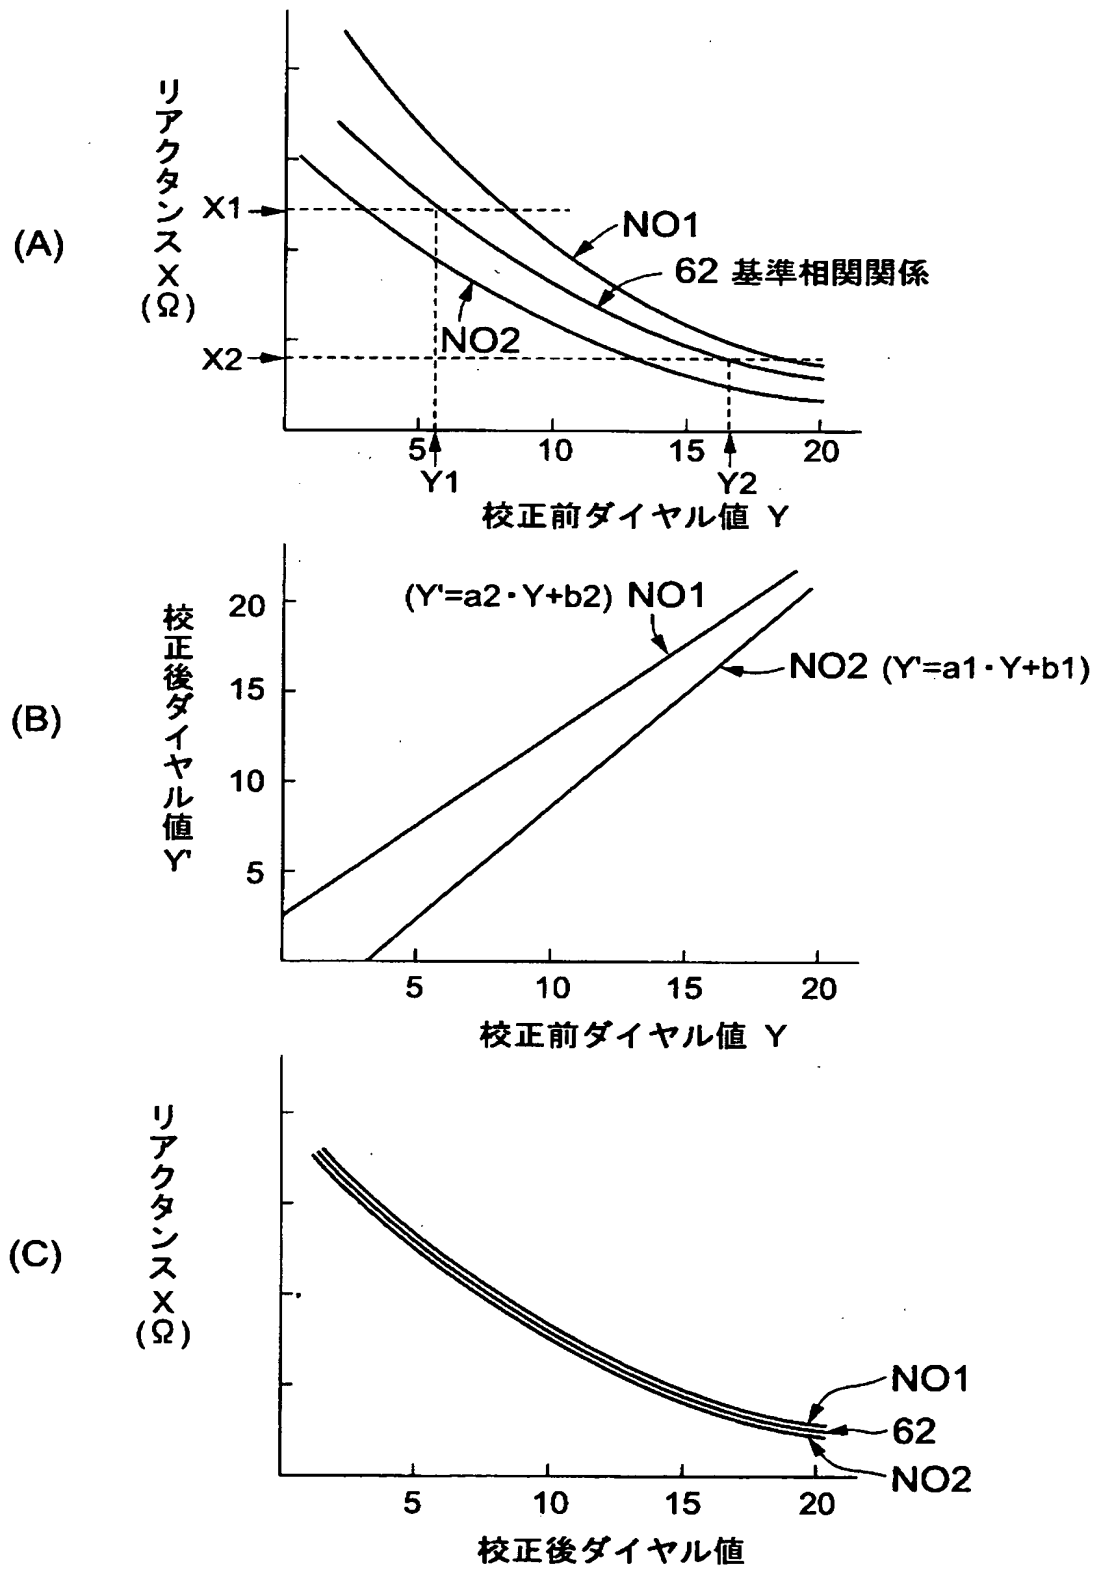 (A)
リアクタンス X
(Ω)
X1
X2
NO1
62 基準相関関係
NO2
5
10
15
20
Y1
Y2
校正前ダイヤル値 Y
(B)
校正後ダイヤル値 Y'
20
15
10
5
(Y'=a2・Y+b2) NO1
NO2 (Y'=a1・Y+b1)
5
10
15
20
校正前ダイヤル値 Y
(C)
リアクタンス X
(Ω)
NO1
62
NO2
5
10
15
20
校正後ダイヤル値